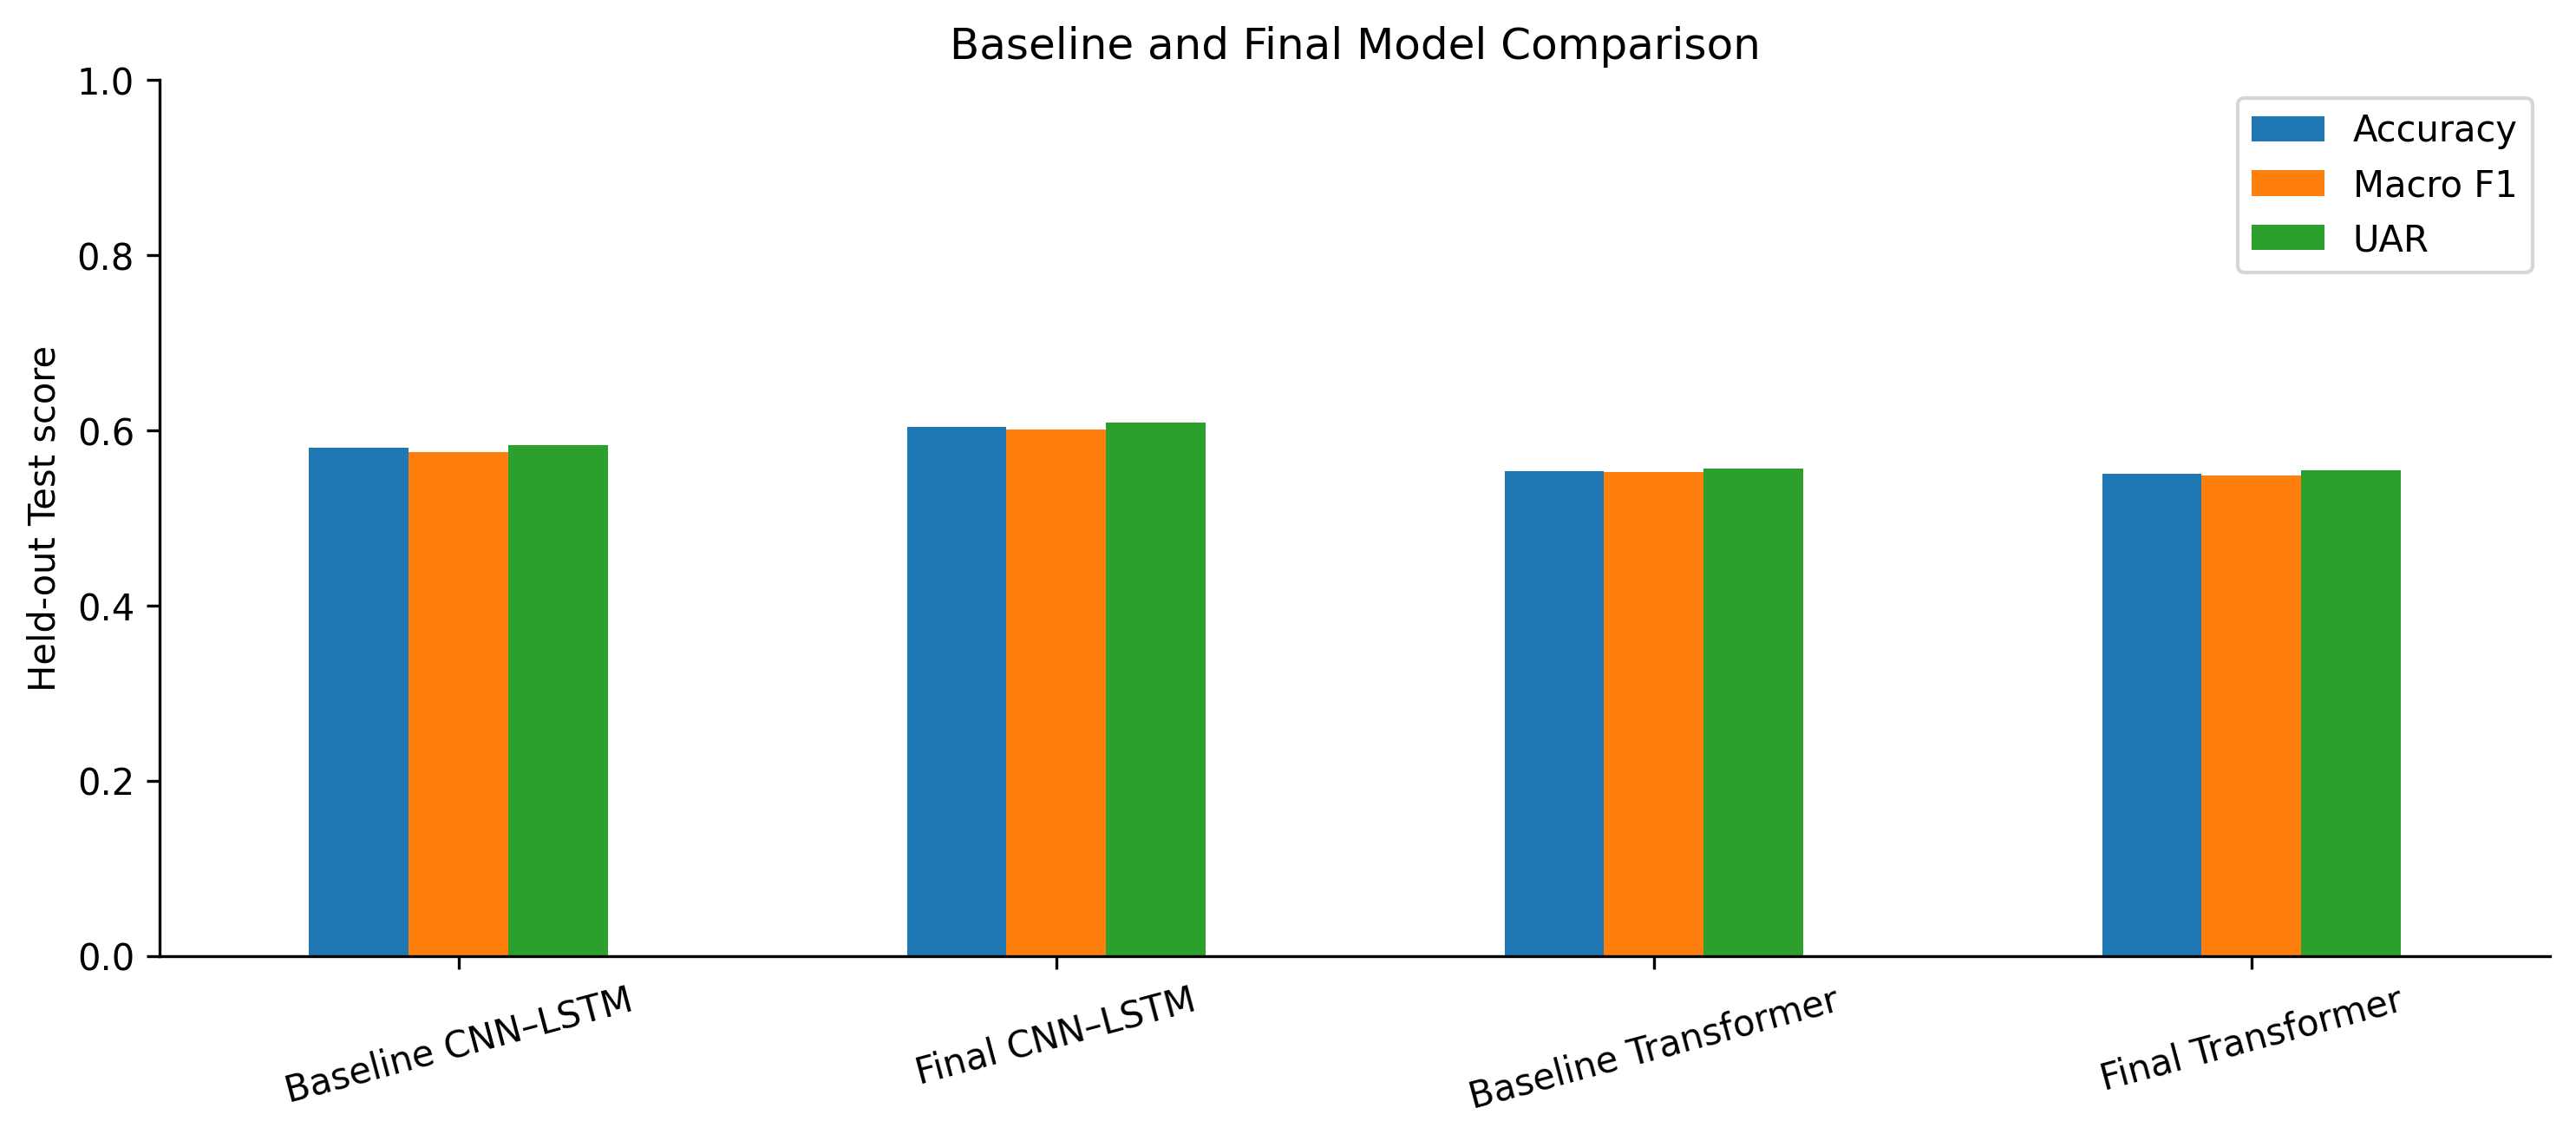 Baseline and Final Model Comparison
1.0
0.8
0.6
0.4
0.2
0.0
Held-out Test score
Accuracy
Macro F1
UAR
Baseline CNN–LSTM
Final CNN–LSTM
Baseline Transformer
Final Transformer